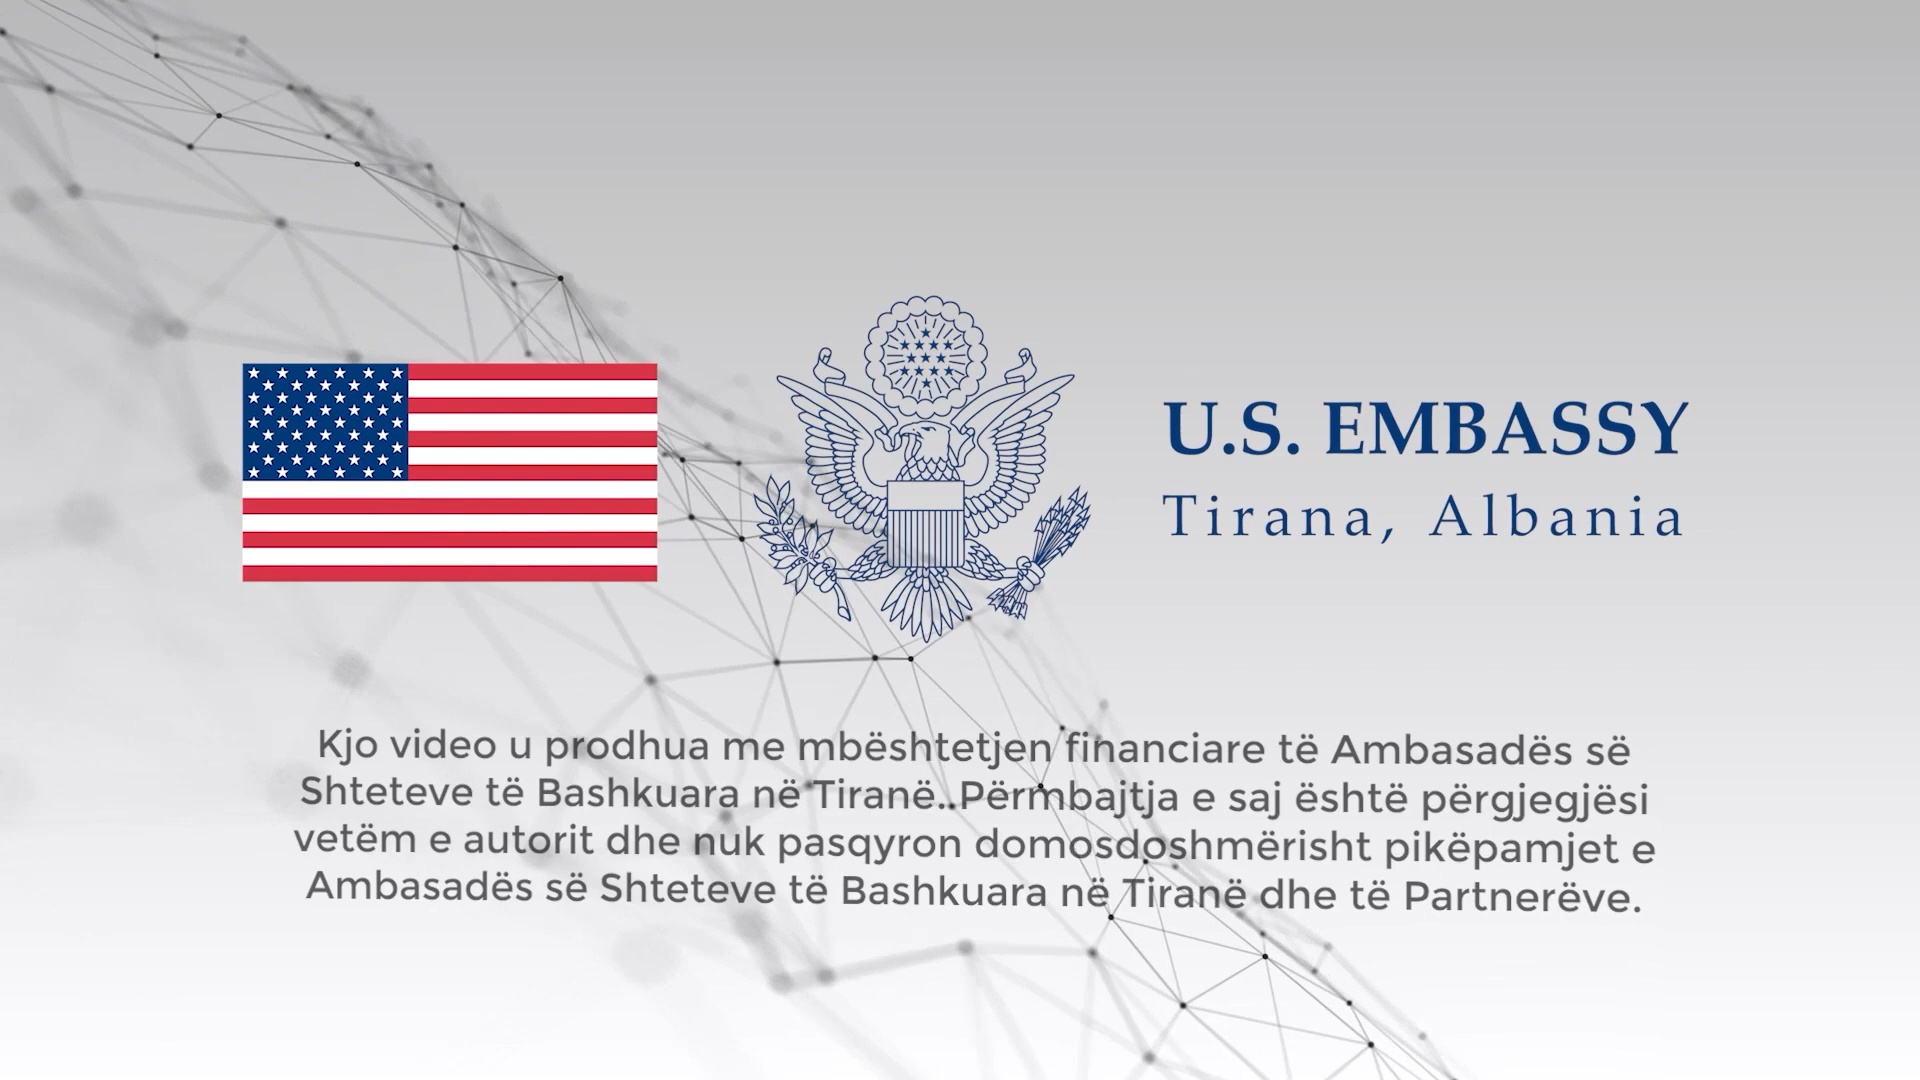 U.S. EMBASSY
Tirana, Albania
Kjo video u prodhua me mbështetjen financiare të Ambasadës së
Shteteve të Bashkuara në Tiranë..Përmbajtja e saj është përgjegjësi
vetëm e autorit dhe nuk pasqyron domosdoshmërisht pikëpamjet e
Ambasadës së Shteteve të Bashkuara në Tiranë dhe të Partnerëve.